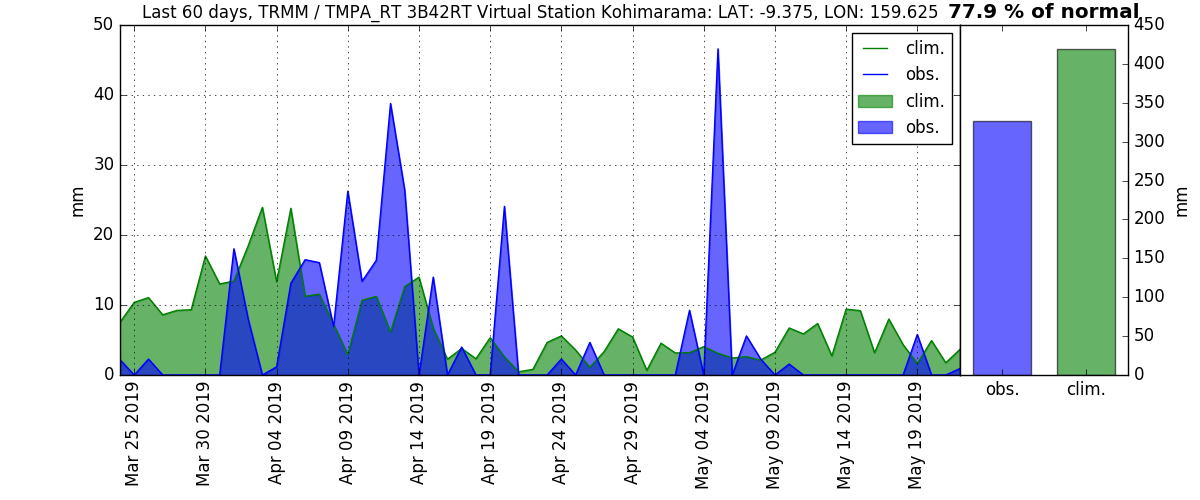 Last 60 days, TRMM / TMPA_RT 3B42RT Virtual Station Kohimarama: LAT: -9.375, LON: 159.625 77.9 % of normal
50
40
30
20
10
0
mm
clim.
obs.
clim.
obs.
Mar 25 2019
Mar 30 2019
Apr 04 2019
Apr 09 2019
Apr 14 2019
Apr 19 2019
Apr 24 2019
Apr 29 2019
May 04 2019
May 09 2019
May 14 2019
May 19 2019
450
400
350
300
250
200
150
100
50
0
mm
obs. clim.